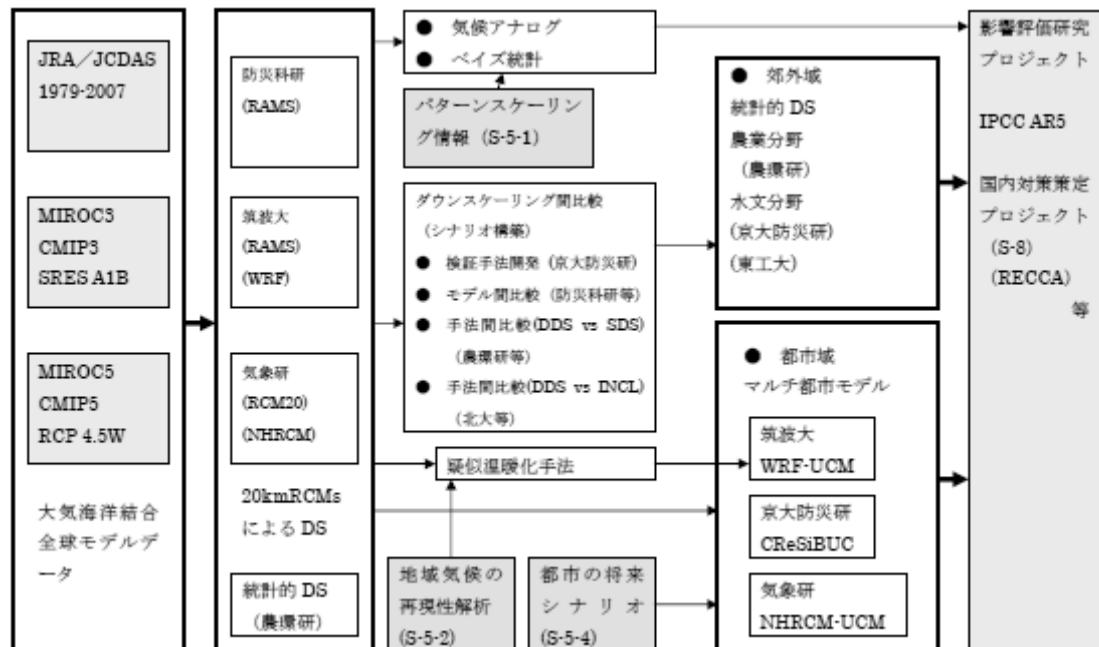 JRA／JCDAS
1979-2007
MIROC3
CMIP3
SRES A1B
MIROC5
CMIP5
RCP 4.5W
大気海洋結合
全球モデルデ
ータ
防災科研
(RAMS)
筑波大
(RAMS)
(WRF)
気象研
(RCM20)
(NHRCM)
20kmRCMs
による DS
統計的 DS
（農環研）
● 気候アナログ
● ベイズ統計
パターンスケーリン
グ情報（S-5-1）
ダウンスケーリング間比較
（シナリオ構築）
● 検証手法開発（京大防災研）
● モデル間比較（防災科研等）
● 手法間比較(DDS vs SDS)
（農環研等）
● 手法間比較(DDS vs INCL)
（北大等）
疑似温暖化手法
地域気候の
再現性解析
(S-5-2)
都市の将来
シナリオ
(S-5-4)
● 郊外域
統計的 DS
農業分野
（農環研）
水文分野
(京大防災研)
(東工大)
● 都市域
マルチ都市モデル
筑波大
WRF-UCM
京大防災研
CReSiBUC
気象研
NHRCM-UCM
影響評価研究
プロジェクト
IPCC AR5
国内対策策定
プロジェクト
(S-8)
(RECCA)
等